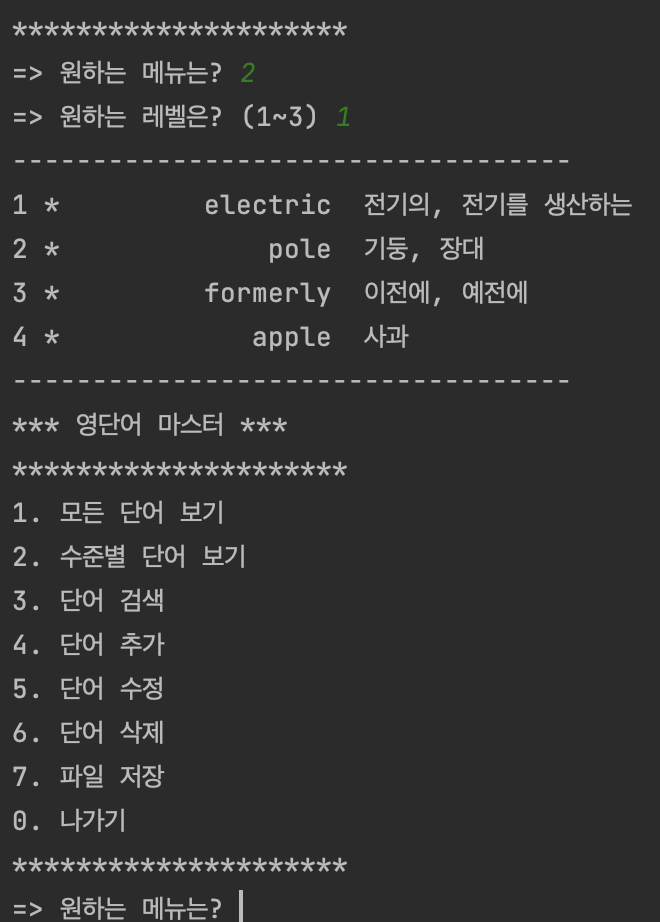 *********************
=> 원하는 메뉴는? 2
=> 원하는 레벨은? (1~3) 1
-----------------------------------
1 *         electric  전기의, 전기를 생산하는
2 *             pole  기둥, 장대
3 *         formerly  이전에, 예전에
4 *            apple  사과
-----------------------------------
*** 영단어 마스터 ***
*********************
1. 모든 단어 보기
2. 수준별 단어 보기
3. 단어 검색
4. 단어 추가
5. 단어 수정
6. 단어 삭제
7. 파일 저장
0. 나가기
*********************
=> 원하는 메뉴는?